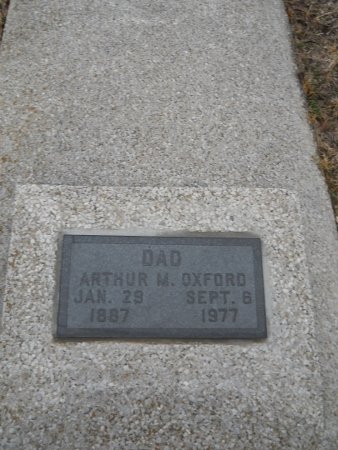 DAD
ARTHUR M. OXFORD
JAN. 29 SEPT. 6
1887 1977